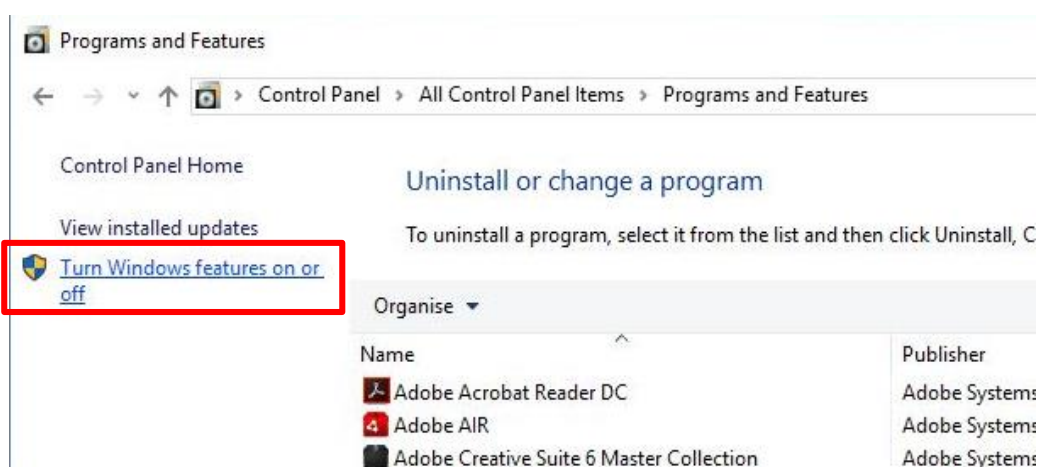 Programs and Features
Control Panel > All Control Panel Items > Programs and Features
Control Panel Home
View installed updates
Turn Windows features on or
off
Uninstall or change a program
To uninstall a program, select it from the list and then click Uninstall, C
Organise
Name Publisher
Adobe Acrobat Reader DC Adobe Systems
Adobe AIR Adobe Systems
Adobe Creative Suite 6 Master Collection Adobe Systems